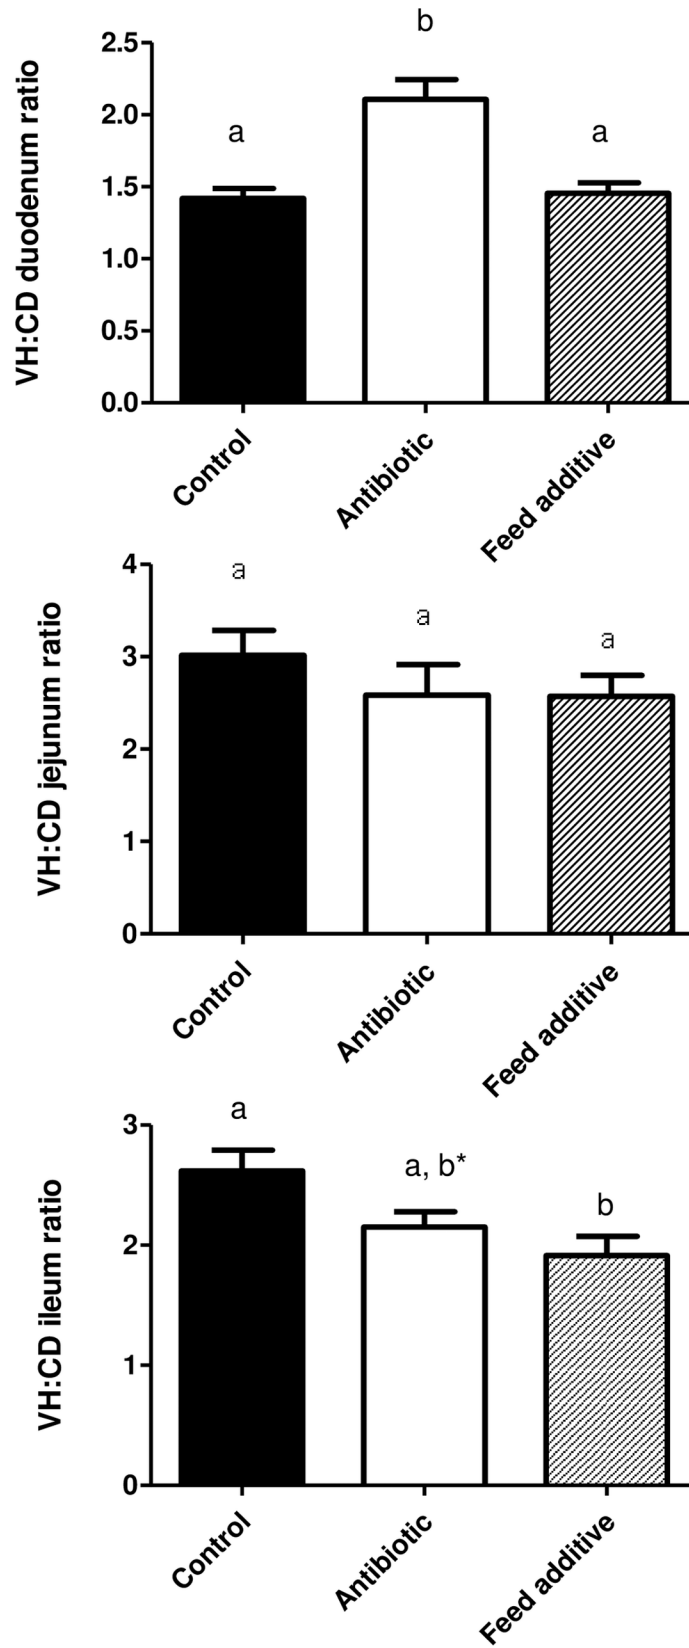 b
2.5
2.0
a
a
1.5
1.0
0.5
0.0
VH:CD duodenum ratio
Control
Antibiotic
Feed additive
4
a
a
a
3
2
1
0
VH:CD jejunum ratio
Control
Antibiotic
Feed additive
a
3
a, b*
b
2
1
0
VH:CD ileum ratio
Control
Antibiotic
Feed additive